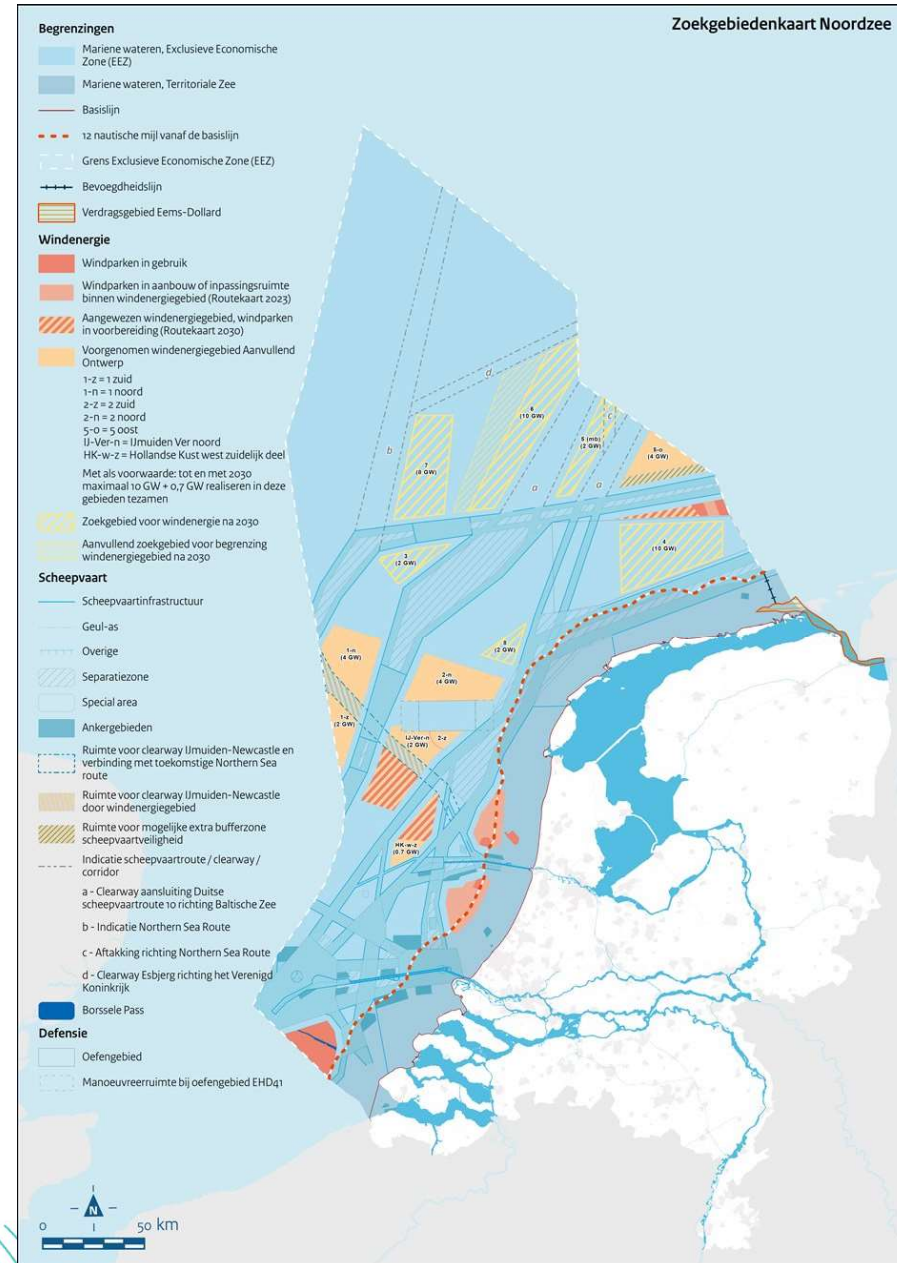 Zoekgebiedenkaart Noordzee
Begrenzingen
Mariene wateren, Exclusieve Economische
Zone (EEZ)
Mariene wateren, Territoriale Zee
Basislijn
12 nautische mijl vanaf de basislijn
Grens Exclusieve Economische Zone (EEZ)
Bevoegdheidslijn
Verdragsgebied Eems-Dollard
Windenergie
Windparken in gebruik
Windparken in aanbouw of inpassingsruimte
binnen windenergiegebied (Routekaart 2023)
Aangewezen windenergiegebied, windparken
in voorbereiding (Routekaart 2030)
Voorgenomen windenergiegebied Aanvullend
Ontwerp
1-z = 1 zuid
1-n = 1 noord
2-z = 2 zuid
2-n = 2 noord
5-o = 5 oost
IJ-Ver-n = IJmuiden Ver noord
HK-w-z = Hollandse Kust west zuidelijk deel
Met als voorwaarde: tot en met 2030
maximaal 10 GW + 0,7 GW realiseren in deze
gebieden tezamen
Zoekgebied voor windenergie na 2030
Aanvullend zoekgebied voor begrenzing
windenergiegebied na 2030
Scheepvaart
Scheepvaartinfrastructuur
Geul-as
Overige
Separatiezone
Special area
Ankergebieden
Ruimte voor clearway IJmuiden-Newcastle en
verbinding met toekomstige Northern Sea
route
Ruimte voor clearway IJmuiden-Newcastle
door windenergiegebied
Ruimte voor mogelijke extra bufferzone
scheepvaartveiligheid
Indicatie scheepvaartroute / clearway /
corridor
a - Clearway aansluiting Duitse
scheepvaartroute 10 richting Baltische Zee
b - Indicatie Northern Sea Route
c - Aftakking richting Northern Sea Route
d - Clearway Esbjerg richting het Verenigd
Koninkrijk
Borssele Pass
Defensie
Oefengebied
Manoeuvreerruimte bij oefengebied EHD41
N
0
50 km
d
6
(10 GW)
c
5 (mb)
(2 GW)
5-o
(4 GW)
b
7
(8 GW)
a
a
4
(10 GW)
3
(2 GW)
8
(2 GW)
1-n
(4 GW)
2-n
(4 GW)
1-z
(2 GW)
IJ-Ver-n
(2 GW)
2-z
HK-w-z
(0.7 GW)